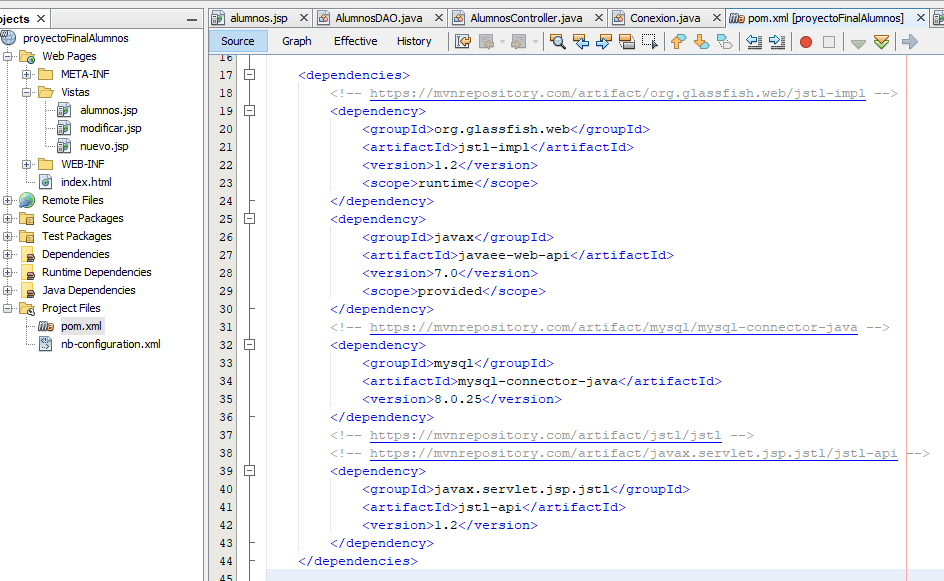 ojects
proyectoFinalAlumnos
Web Pages
META-INF
Vistas
alumnos.jsp
modificar.jsp
nuevo.jsp
WEB-INF
index.html
Remote Files
Source Packages
Test Packages
Dependencies
Runtime Dependencies
Java Dependencies
Project Files
pom.xml
nb-configuration.xml
alumnos.jsp AlumnosDAO.java AlumnosController.java Conexion.java pom.xml [proyectoFinalAlumnos]
Source Graph Effective History
16
17 <dependencies>
18 <!-- https://mvnrepository.com/artifact/org.glassfish.web/jstl-impl -->
19 <dependency>
20 <groupId>org.glassfish.web</groupId>
21 <artifactId>jstl-impl</artifactId>
22 <version>1.2</version>
23 <scope>runtime</scope>
24 </dependency>
25 <dependency>
26 <groupId>javax</groupId>
27 <artifactId>javaee-web-api</artifactId>
28 <version>7.0</version>
29 <scope>provided</scope>
30 </dependency>
31 <!-- https://mvnrepository.com/artifact/mysql/mysql-connector-java -->
32 <dependency>
33 <groupId>mysql</groupId>
34 <artifactId>mysql-connector-java</artifactId>
35 <version>8.0.25</version>
36 </dependency>
37 <!-- https://mvnrepository.com/artifact/jstl/jstl -->
38 <!-- https://mvnrepository.com/artifact/javax.servlet.jsp.jstl/jstl-api -->
39 <dependency>
40 <groupId>javax.servlet.jsp.jstl</groupId>
41 <artifactId>jstl-api</artifactId>
42 <version>1.2</version>
43 </dependency>
44 </dependencies>
45